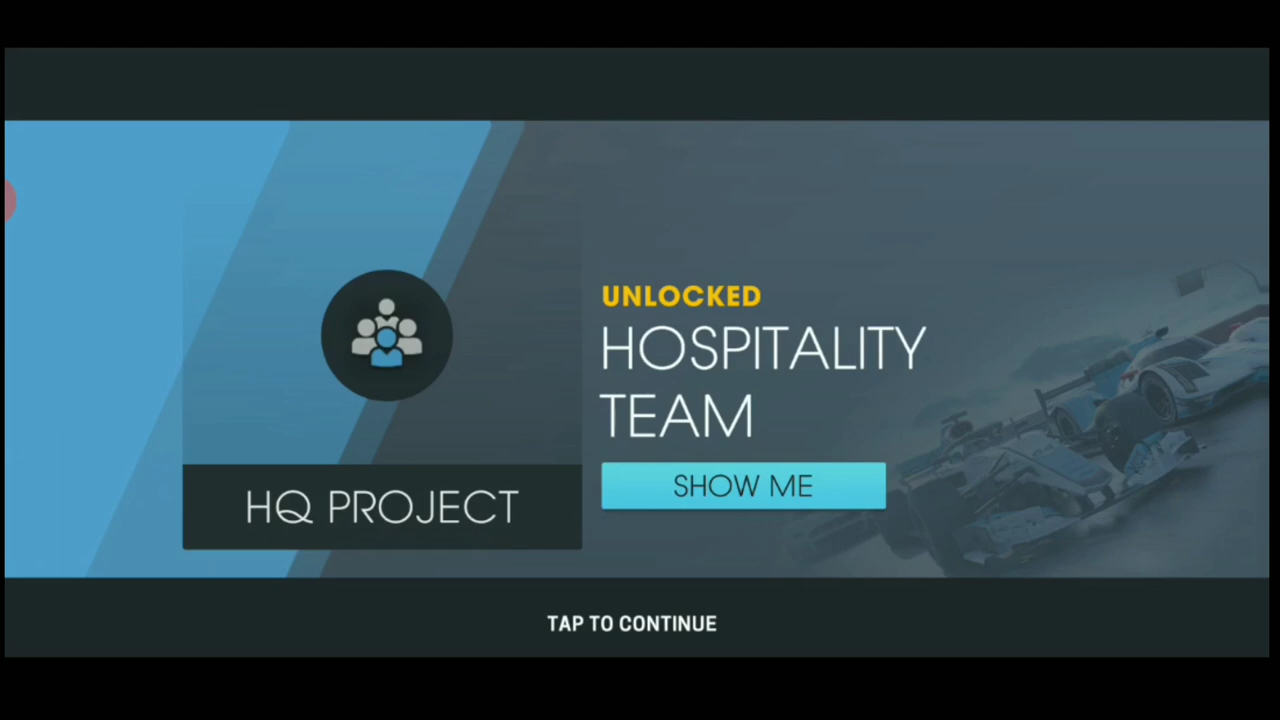 UNLOCKED
HOSPITALITY
TEAM
SHOW ME
HQ PROJECT
TAP TO CONTINUE